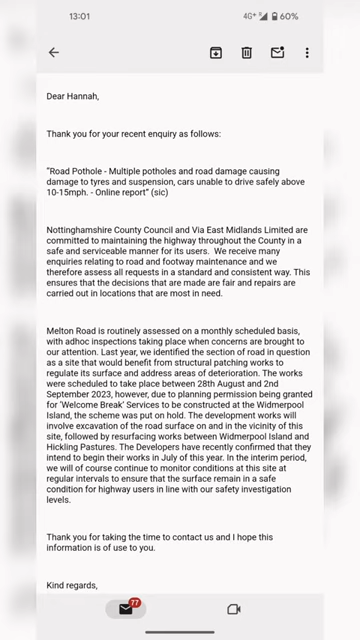 13:01
4G+ 60%
Dear Hannah,
Thank you for your recent enquiry as follows:
"Road Pothole - Multiple potholes and road damage causing
damage to tyres and suspension, cars unable to drive safely above
10-15mph. - Online report" (sic)
Nottinghamshire County Council and Via East Midlands Limited are
committed to maintaining the highway throughout the County in a
safe and serviceable manner for its users.  We receive many
enquiries relating to road and footway maintenance and we
therefore assess all requests in a standard and consistent way. This
ensures that the decisions that are made are fair and repairs are
carried out in locations that are most in need.
Melton Road is routinely assessed on a monthly scheduled basis,
with adhoc inspections taking place when concerns are brought to
our attention. Last year, we identified the section of road in question
as a site that would benefit from structural patching works to
regulate its surface and address areas of deterioration. The works
were scheduled to take place between 28th August and 2nd
September 2023, however, due to planning permission being granted
for 'Welcome Break' Services to be constructed at the Widmerpool
Island, the scheme was put on hold. The development works will
involve excavation of the road surface on and in the vicinity of this
site, followed by resurfacing works between Widmerpool Island and
Hickling Pastures. The Developers have recently confirmed that they
intend to begin their works in July of this year. In the interim period,
we will of course continue to monitor conditions at this site at
regular intervals to ensure that the surface remain in a safe
condition for highway users in line with our safety investigation
levels.
Thank you for taking the time to contact us and I hope this
information is of use to you.
Kind regards,
77